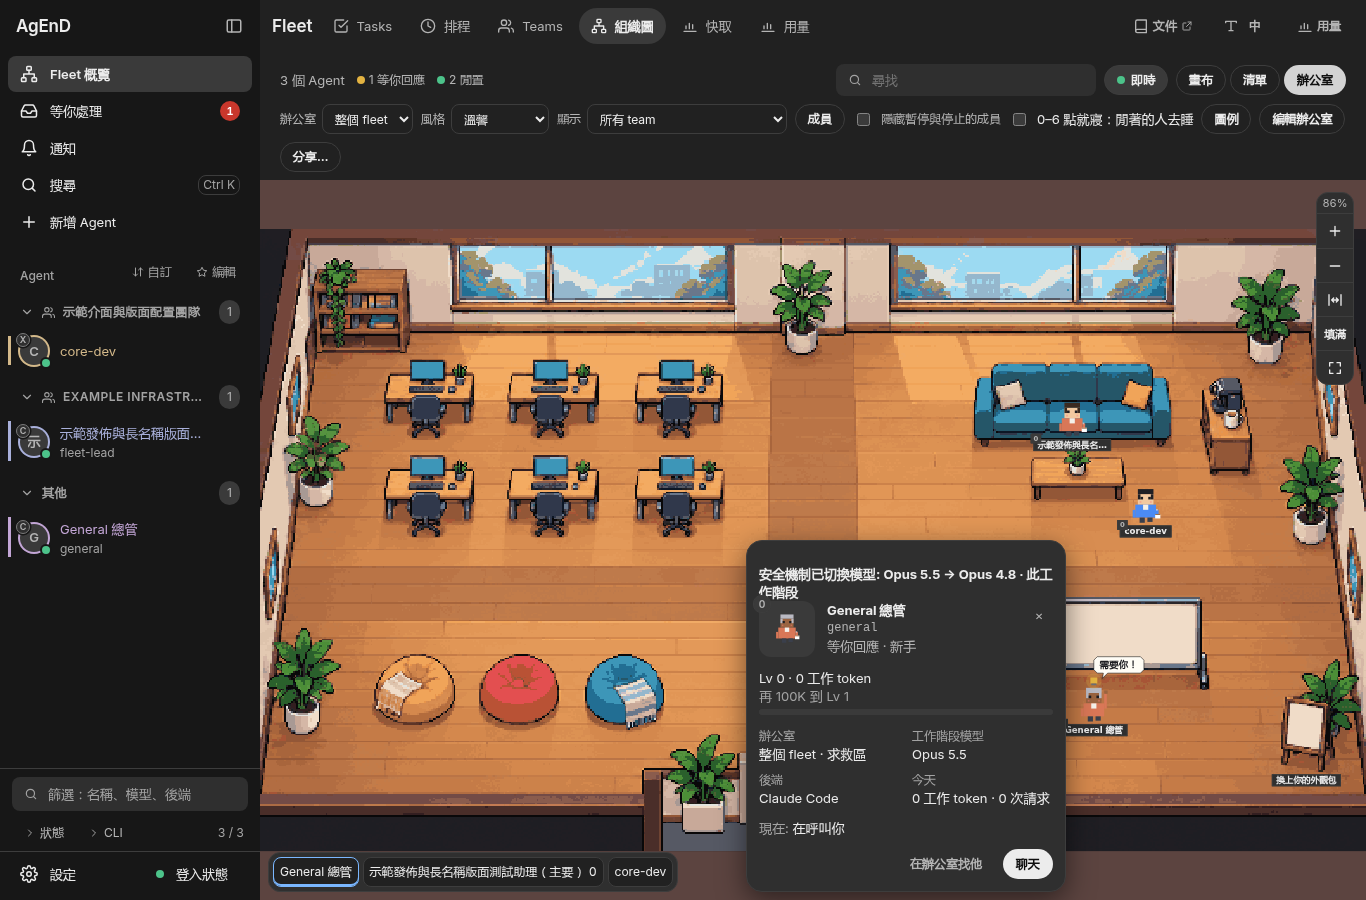 AgEnD
Fleet 概覽
等你處理
1
通知
搜尋
Ctrl K
新增 Agent
Agent
自訂
編輯
示範介面與版面配置團隊
1
X
C
core-dev
EXAMPLE INFRASTR...
1
C
示
示範發佈與長名稱版面...
fleet-lead
其他
1
C
G
General 總管
general
篩選：名稱、模型、後端
狀態
CLI
3 / 3
設定
登入狀態
Fleet
Tasks
排程
Teams
組織圖
快取
用量
文件
中
用量
3 個 Agent
1 等你回應
2 閒置
尋找
即時
畫布
清單
辦公室
辦公室
整個 fleet
風格
溫馨
顯示
所有 team
成員
隱藏暫停與停止的成員
0–6 點就寢：閒著的人去睡
圖例
編輯辦公室
分享...
86%
填滿
0
示範發佈與長名...
0
core-dev
需要你！
General 總管
換上你的外觀包
安全機制已切換模型: Opus 5.5 → Opus 4.8 · 此工
作階段
0
General 總管
×
general
等你回應 · 新手
Lv 0 · 0 工作 token
再 100K 到 Lv 1
辦公室
工作階段模型
整個 fleet · 求救區
Opus 5.5
後端
今天
Claude Code
0 工作 token · 0 次請求
現在: 在呼叫你
在辦公室找他
聊天
General 總管
示範發佈與長名稱版面測試助理（主要） 0
core-dev